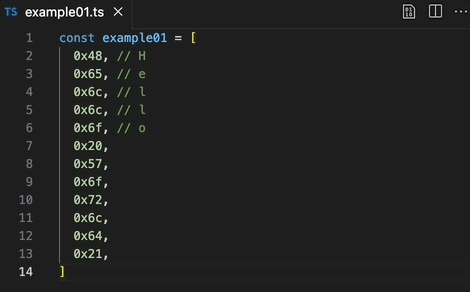 TS example01.ts ×
1 const example01 = [
2 0x48, // H
3 0x65, // e
4 0x6c, // l
5 0x6c, // l
6 0x6f, // o
7 0x20,
8 0x57,
9 0x6f,
10 0x72,
11 0x6c,
12 0x64,
13 0x21,
14 ]